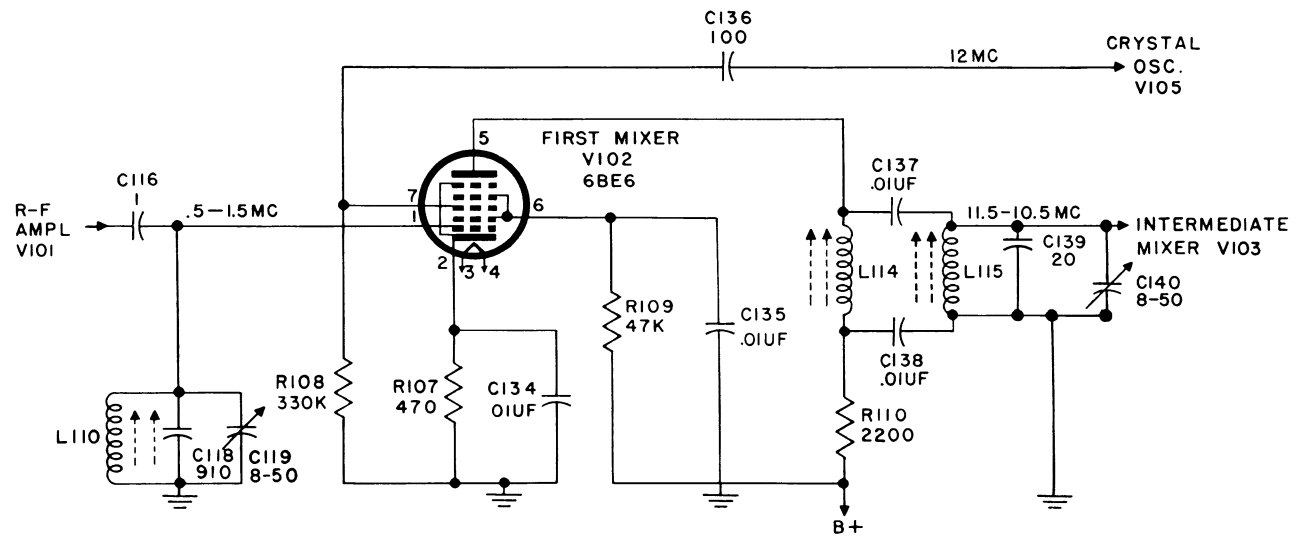 C136
100
12MC
CRYSTAL
OSC.
V105
5
FIRST MIXER
V102
6BE6
C116
1
R-F
AMPL
V101
.5-1.5MC
7
1
6
2
3
4
C137
.01UF
11.5-10.5MC
INTERMEDIATE
MIXER V103
L114
L115
C139
20
C140
8-50
R109
47K
C135
.01UF
C138
.01UF
R108
330K
R107
470
C134
.01UF
R110
2200
L110
C118
910
C119
8-50
B+